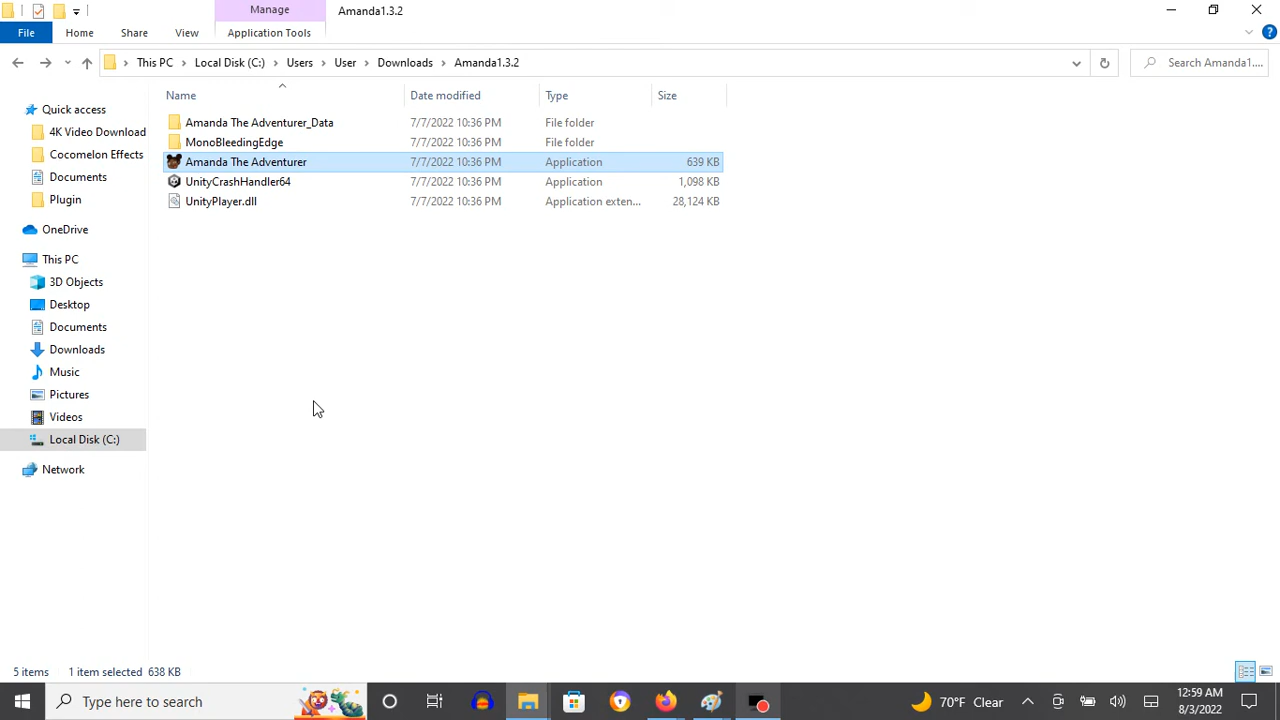 Manage Amanda1.3.2
File Home Share View Application Tools
This PC Local Disk (C:) Users User Downloads Amanda1.3.2 Search Amanda1....
Name Date modified Type Size
Quick access
4K Video Download
Cocomelon Effects
Documents
Plugin
OneDrive
This PC
3D Objects
Desktop
Documents
Downloads
Music
Pictures
Videos
Local Disk (C:)
Network
Amanda The Adventurer_Data 7/7/2022 10:36 PM File folder
MonoBleedingEdge 7/7/2022 10:36 PM File folder
Amanda The Adventurer 7/7/2022 10:36 PM Application 639 KB
UnityCrashHandler64 7/7/2022 10:36 PM Application 1,098 KB
UnityPlayer.dll 7/7/2022 10:36 PM Application exten... 28,124 KB
5 items 1 item selected 638 KB
Type here to search 70°F Clear 12:59 AM
8/3/2022